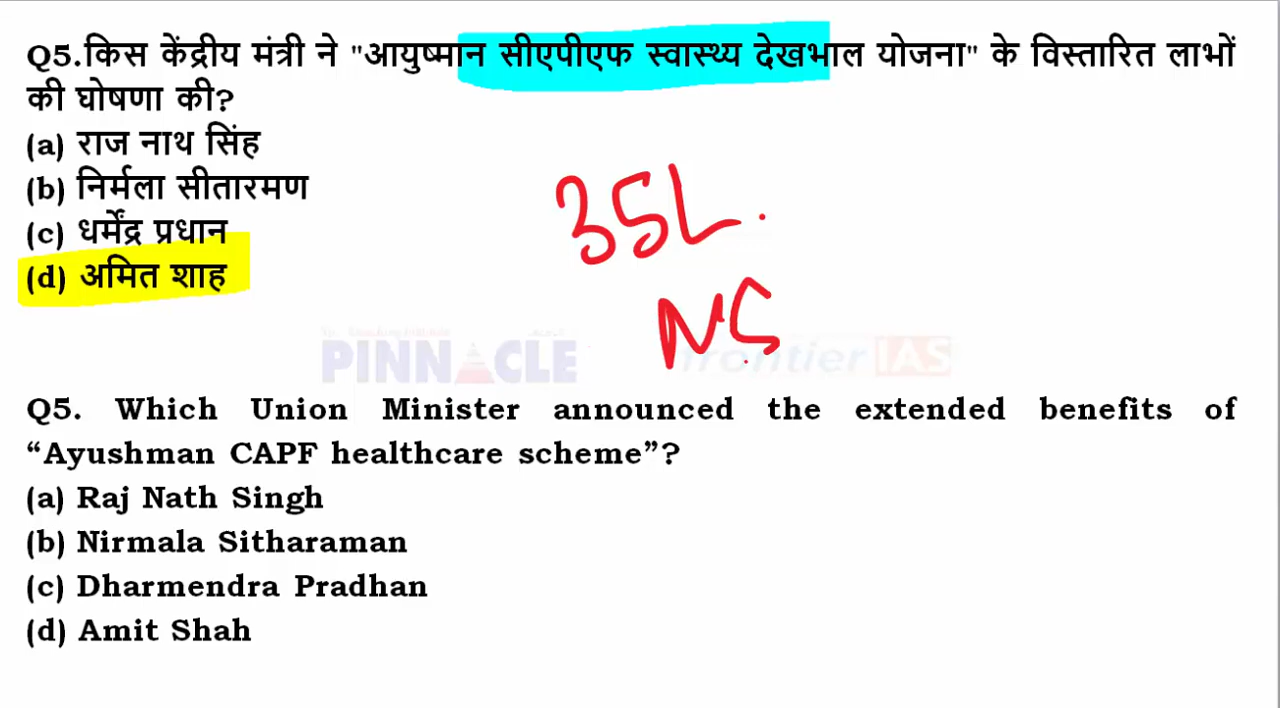 Q5.किस केंद्रीय मंत्री ने "आयुष्मान सीएपीएफ स्वास्थ्य देखभाल योजना" के विस्तारित लाभों
की घोषणा की?
(a) राज नाथ सिंह
(b) निर्मला सीतारमण
(c) धर्मेंद्र प्रधान
(d) अमित शाह
35L.
NS
PINNACLE frontier IAS
Q5. Which Union Minister announced the extended benefits of
“Ayushman CAPF healthcare scheme”?
(a) Raj Nath Singh
(b) Nirmala Sitharaman
(c) Dharmendra Pradhan
(d) Amit Shah